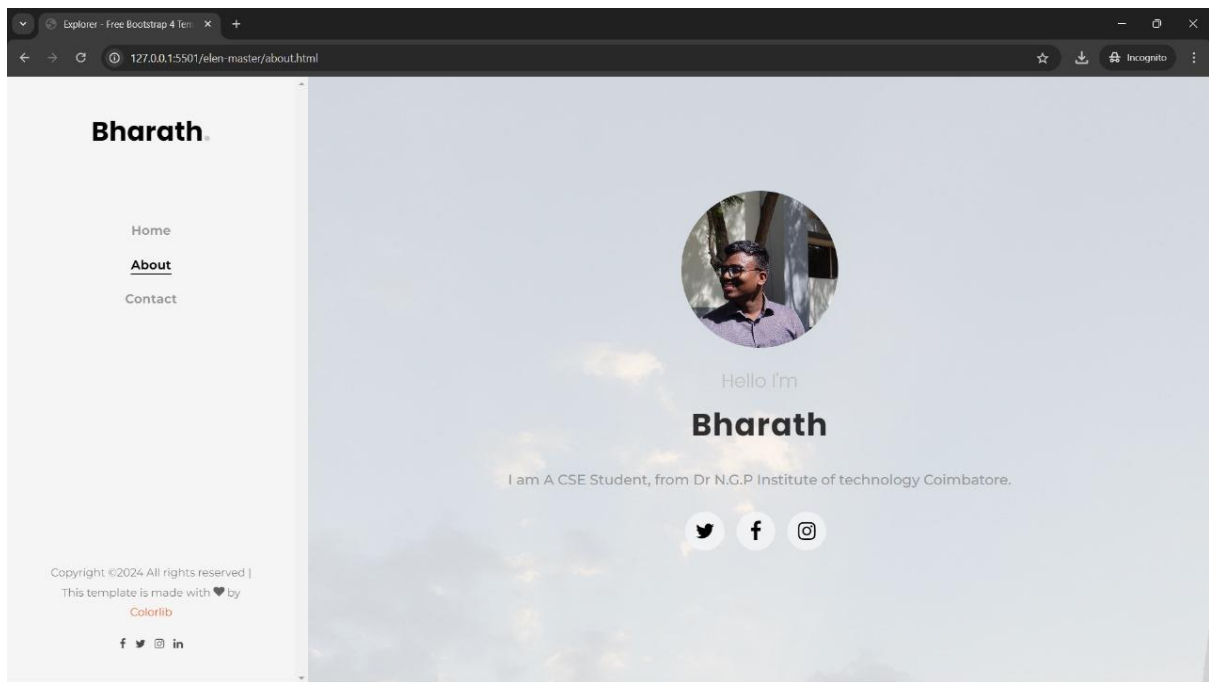 Explorer - Free Bootstrap 4 Tem
127.0.0.1:5501/elen-master/about.html
Incognito
Bharath.
Home
About
Contact
Copyright ©2024 All rights reserved |
This template is made with ♥ by
Colorlib
Hello I'm
Bharath
I am A CSE Student, from Dr N.G.P Institute of technology Coimbatore.